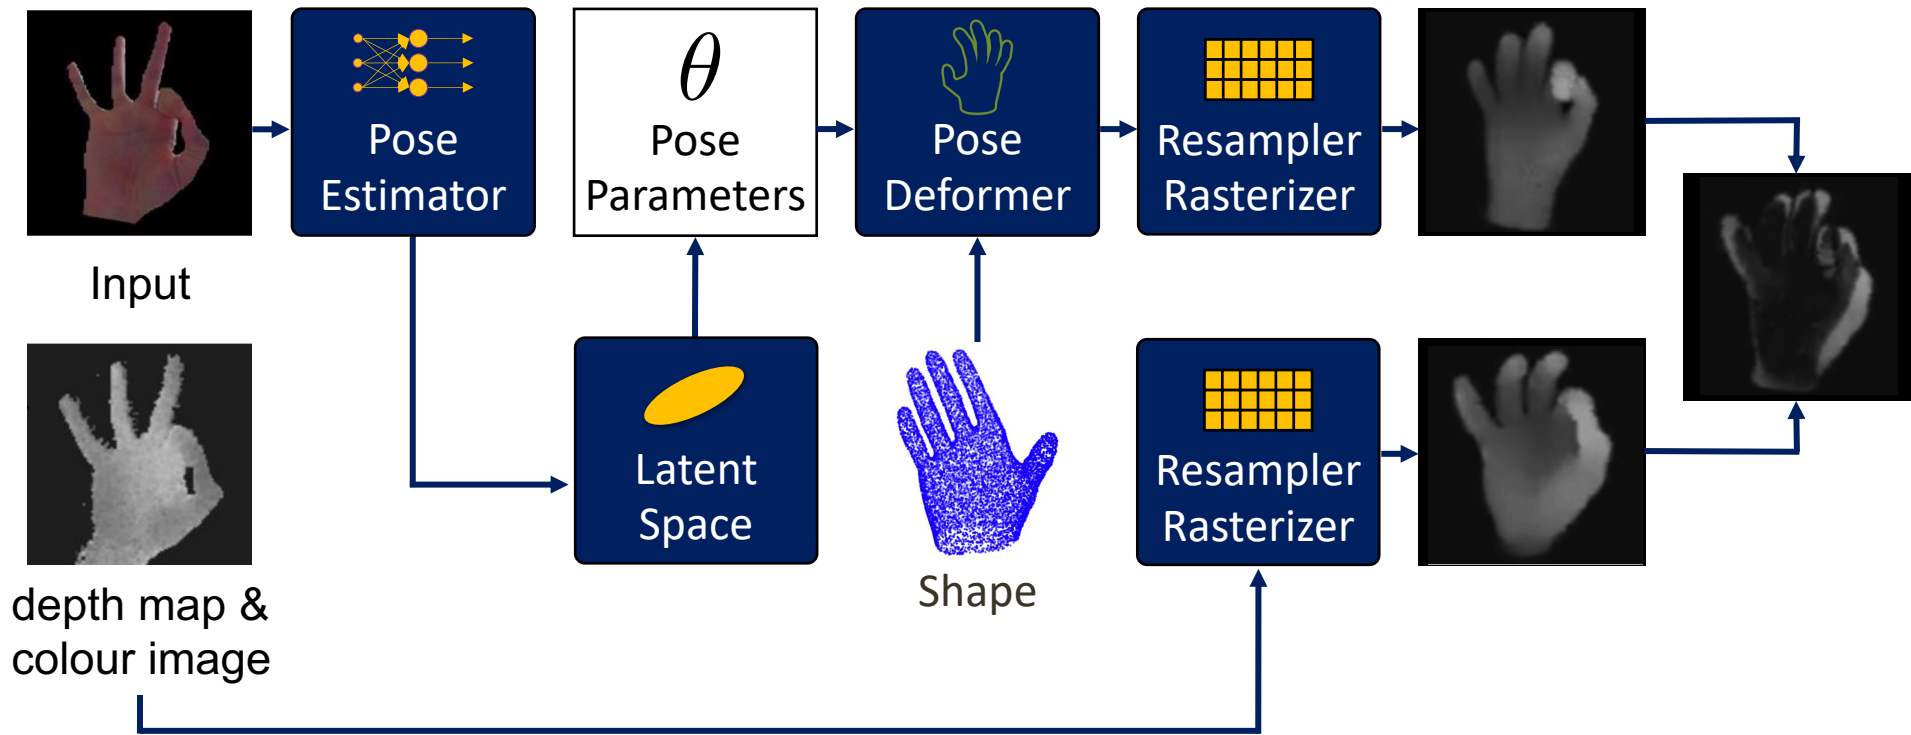 Input
depth map &
colour image
Pose
Estimator
θ
Pose
Parameters
Latent
Space
Pose
Deformer
Shape
Resampler
Rasterizer
Resampler
Rasterizer